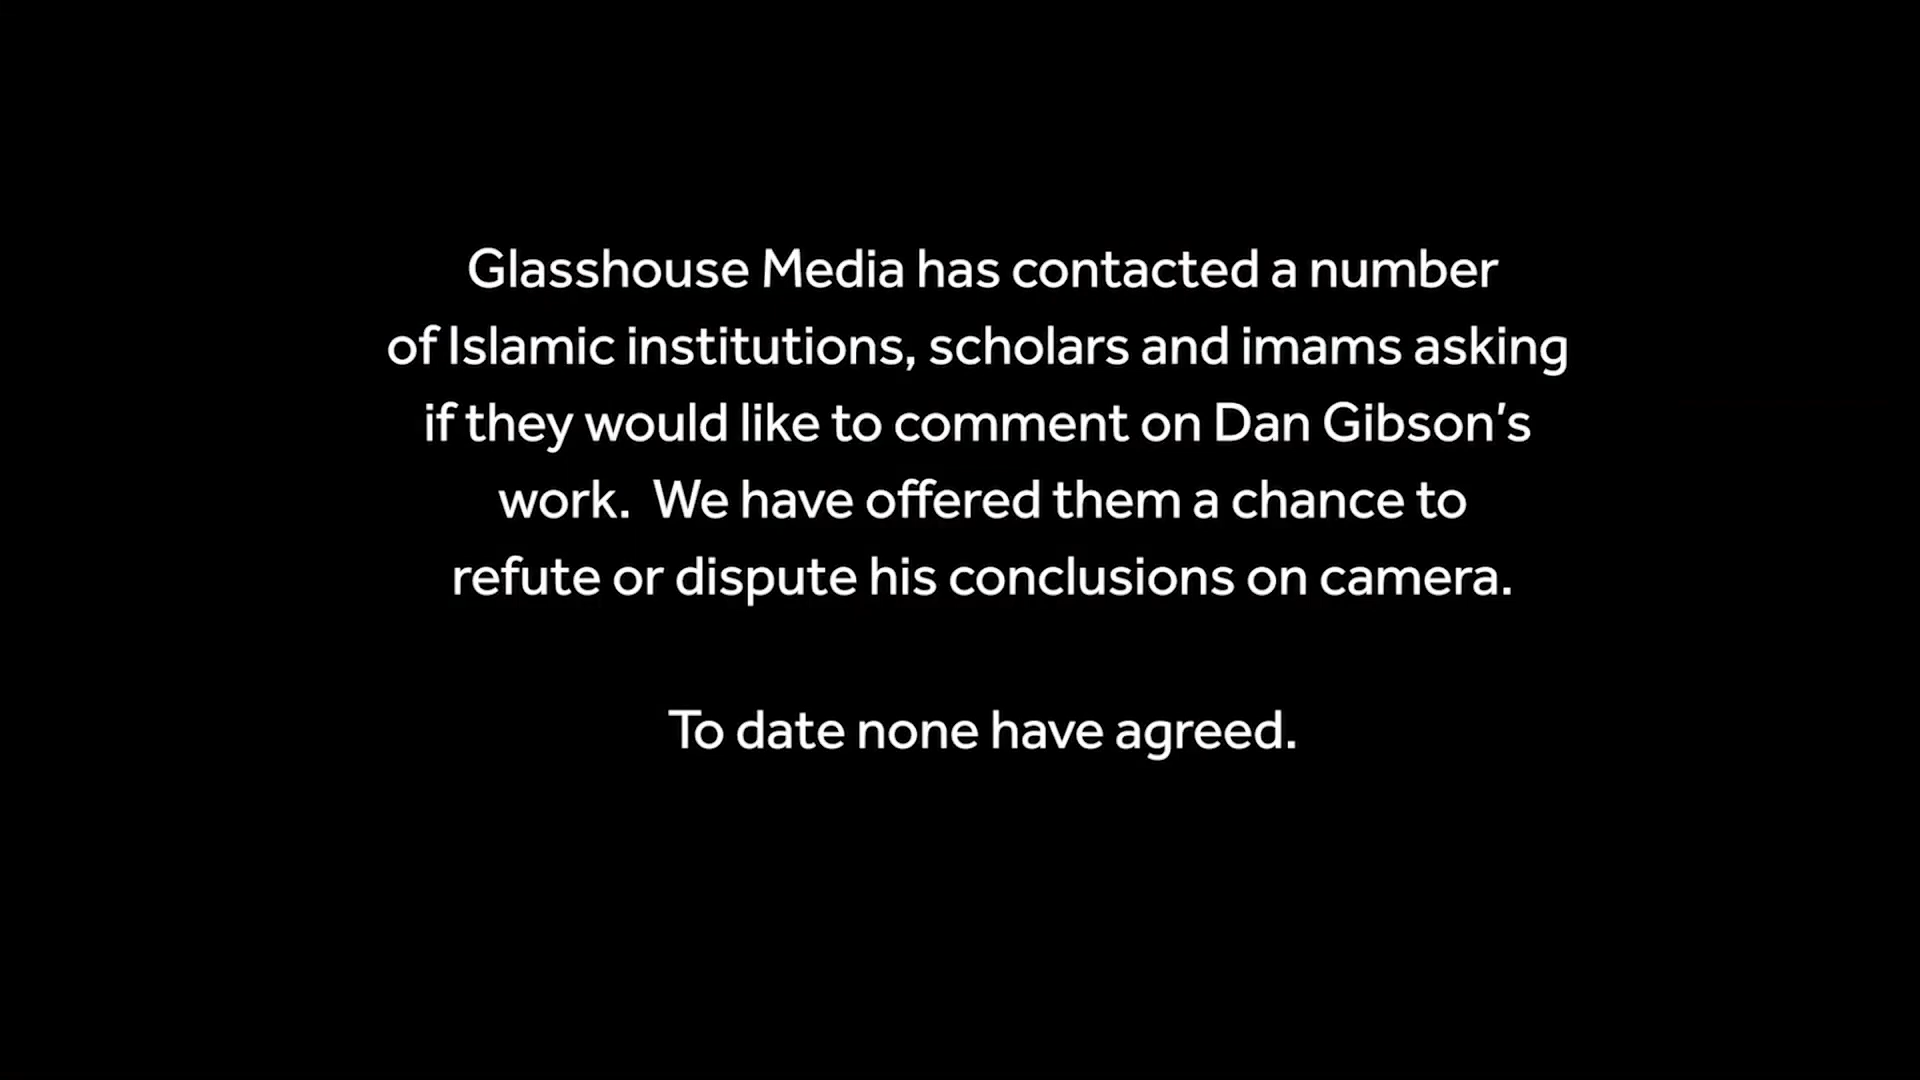 Glasshouse Media has contacted a number
of Islamic institutions, scholars and imams asking
if they would like to comment on Dan Gibson's
work.  We have offered them a chance to
refute or dispute his conclusions on camera.
To date none have agreed.